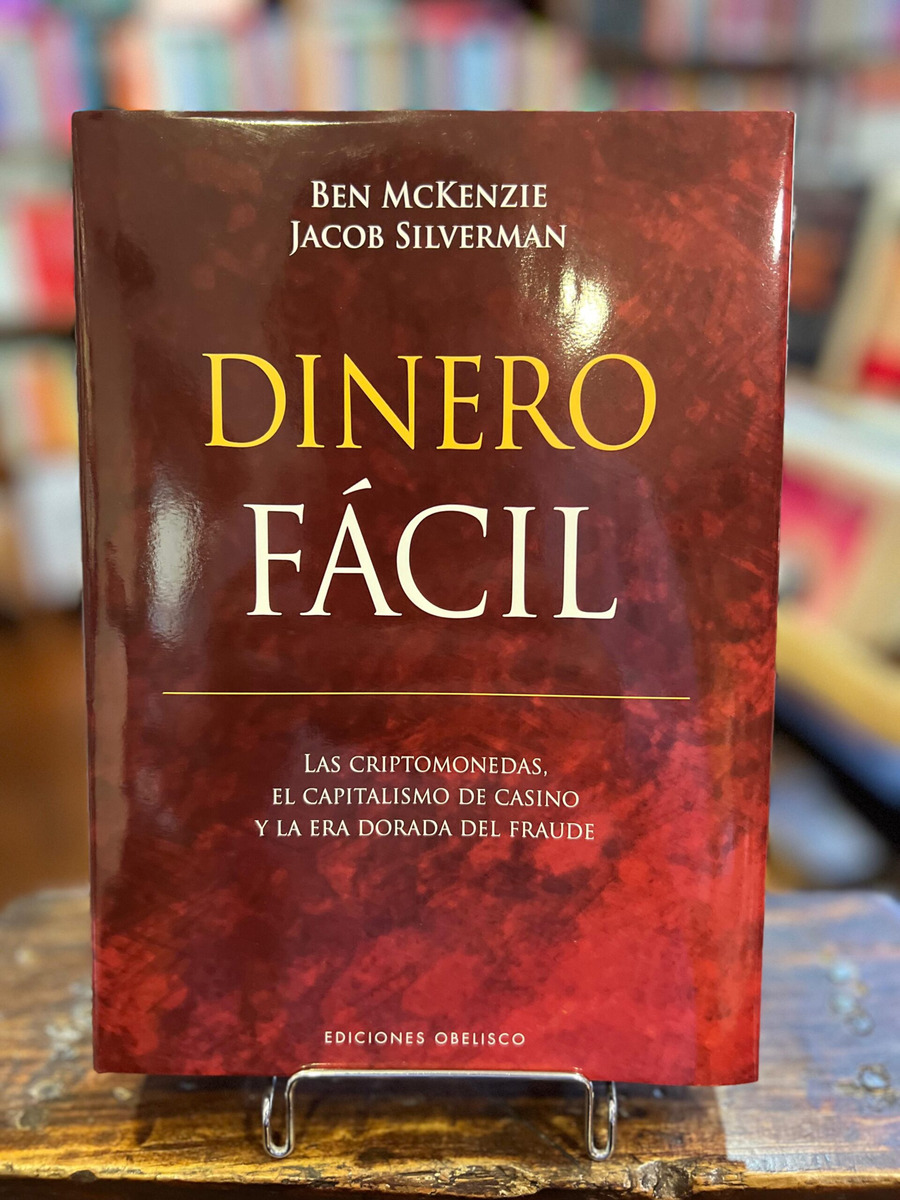 BEN MCKENZIE
JACOB SILVERMAN
DINERO
FÁCIL
LAS CRIPTOMONEDAS,
EL CAPITALISMO DE CASINO
Y LA ERA DORADA DEL FRAUDE
EDICIONES OBELISCO